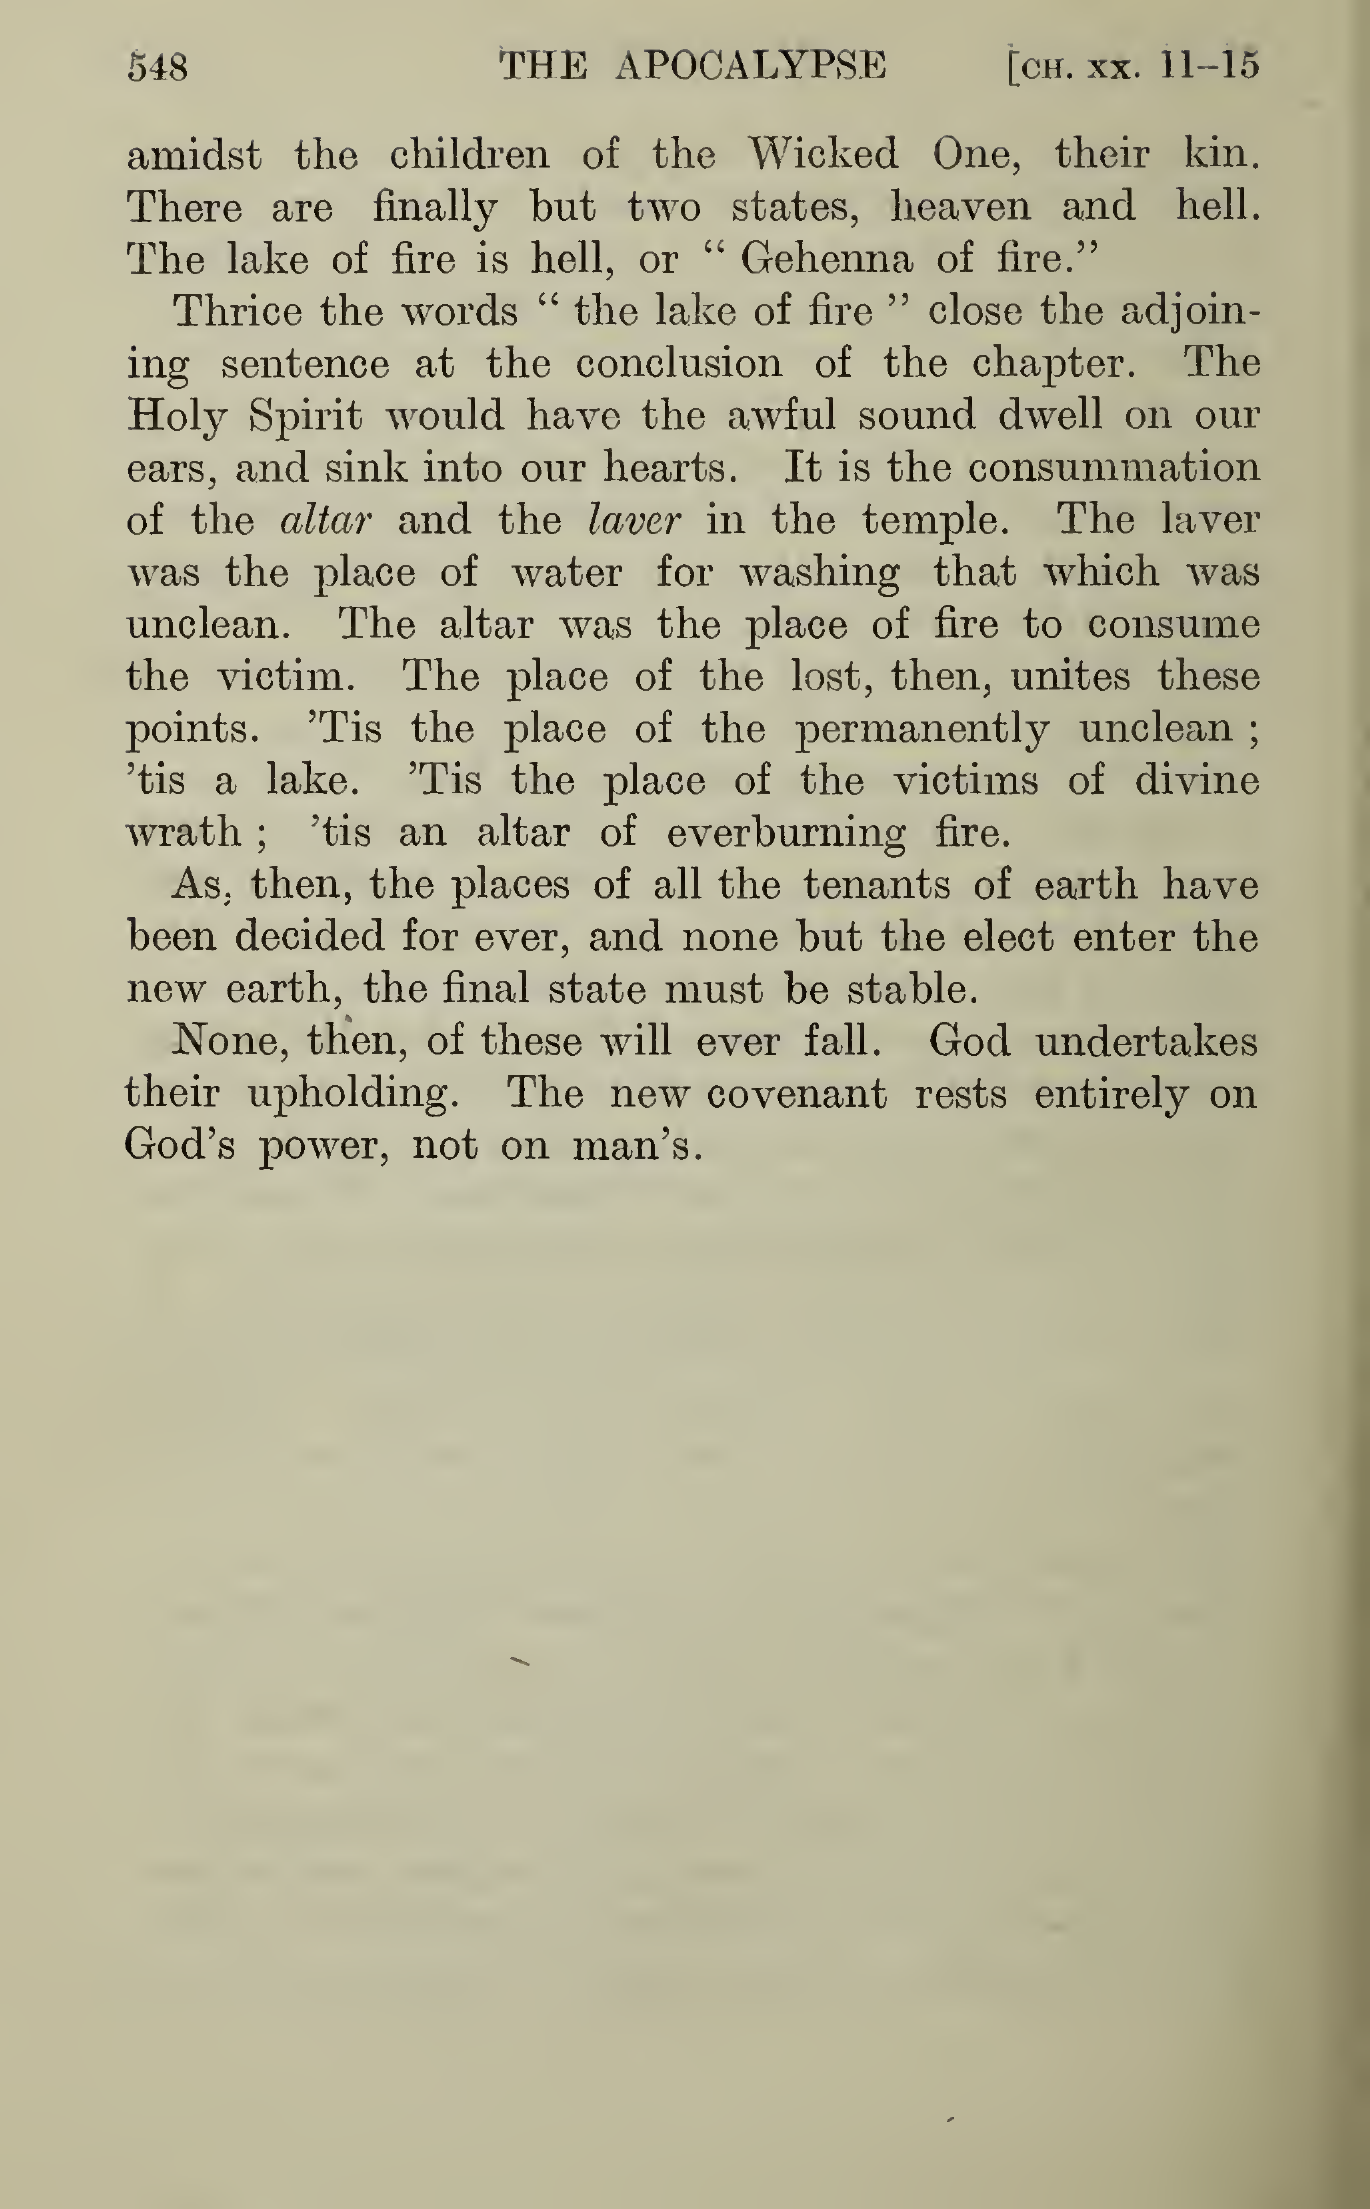 548 THE APOCALYPSE [CH. XX. 11–15
amidst the children of the Wicked One, their kin.
There are finally but two states, heaven and hell.
The lake of fire is hell, or “ Gehenna of fire.”
Thrice the words “ the lake of fire ” close the adjoin-
ing sentence at the conclusion of the chapter. The
Holy Spirit would have the awful sound dwell on our
ears, and sink into our hearts. It is the consummation
of the altar and the laver in the temple. The laver
was the place of water for washing that which was
unclean. The altar was the place of fire to consume
the victim. The place of the lost, then, unites these
points. ’Tis the place of the permanently unclean ;
’tis a lake. ’Tis the place of the victims of divine
wrath ; ’tis an altar of everburning fire.
As, then, the places of all the tenants of earth have
been decided for ever, and none but the elect enter the
new earth, the final state must be stable.
None, then, of these will ever fall. God undertakes
their upholding. The new covenant rests entirely on
God’s power, not on man’s.